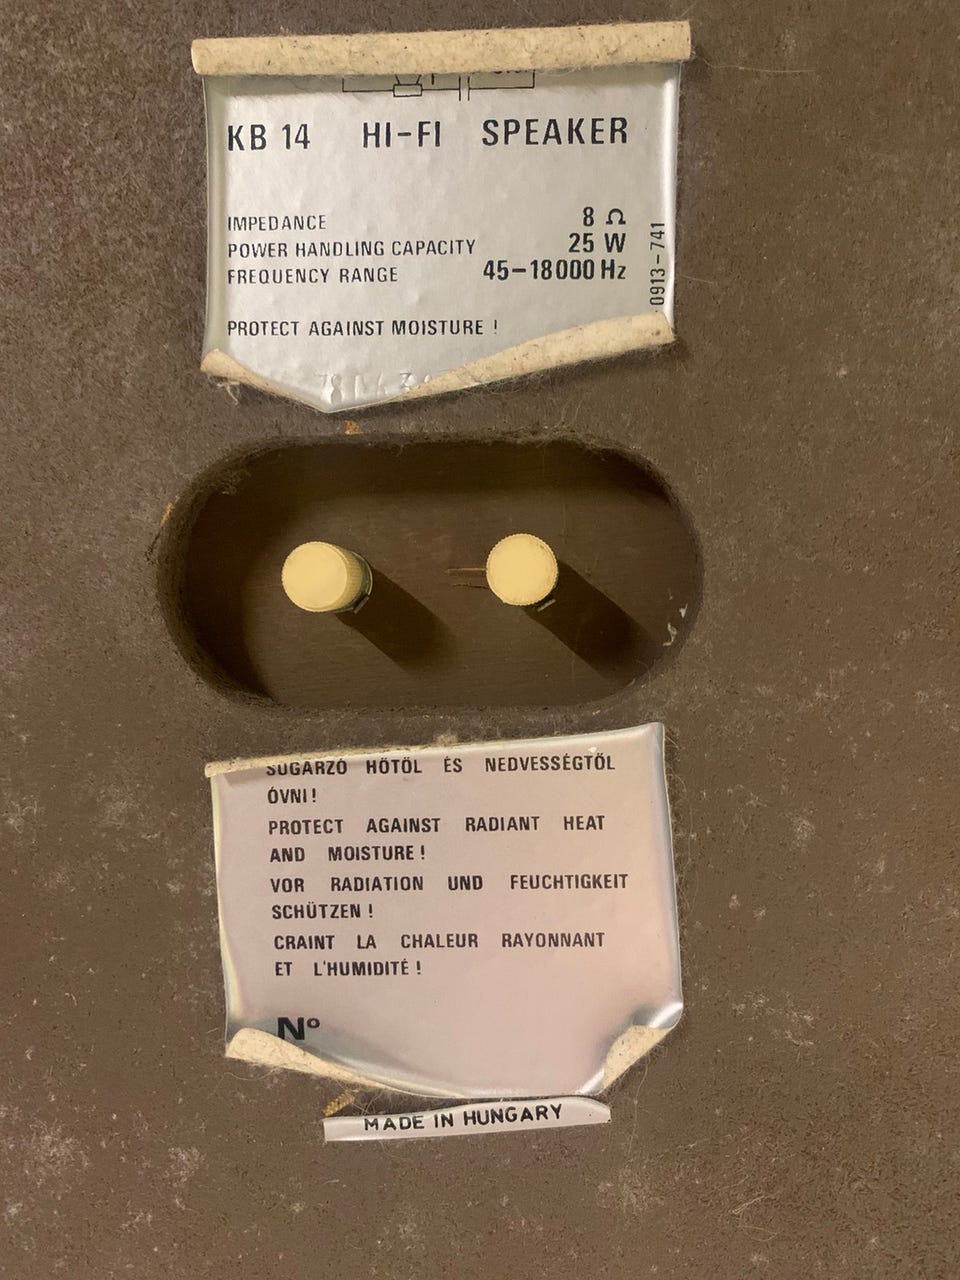 KB 14 HI-FI SPEAKER
IMPEDANCE 8 Ω
POWER HANDLING CAPACITY 25 W
FREQUENCY RANGE 45-18000 Hz
0913-741
PROTECT AGAINST MOISTURE !
SUGÁRZÓ HŐTŐL ÉS NEDVESSÉGTŐL
ÓVNI!
PROTECT AGAINST RADIANT HEAT
AND MOISTURE!
VOR RADIATION UND FEUCHTIGKEIT
SCHÜTZEN!
CRAINT LA CHALEUR RAYONNANT
ET L'HUMIDITÉ!
Nº
MADE IN HUNGARY